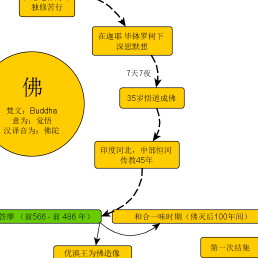 独修苦行
在迦耶 毕钵罗树下
深思默想
7天7夜
佛
梵文：Buddha
意为：觉悟
汉译音为：佛陀
35岁悟道成佛
印度河北，中部恒河
传教45年
答摩 （前566 - 前 486 年）
和合一味时期（佛灭后100年间）
第一次结集
优滇王为佛造像